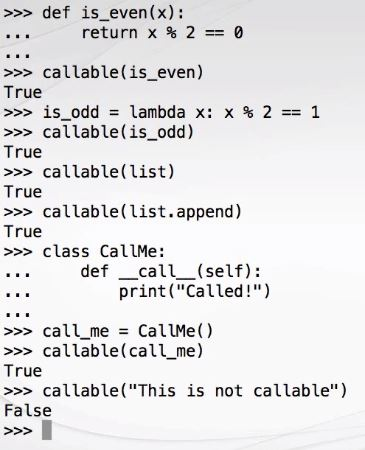 >>> def is_even(x):
...     return x % 2 == 0
...
>>> callable(is_even)
True
>>> is_odd = lambda x: x % 2 == 1
>>> callable(is_odd)
True
>>> callable(list)
True
>>> callable(list.append)
True
>>> class CallMe:
...     def __call__(self):
...         print("Called!")
...
>>> call_me = CallMe()
>>> callable(call_me)
True
>>> callable("This is not callable")
False
>>>